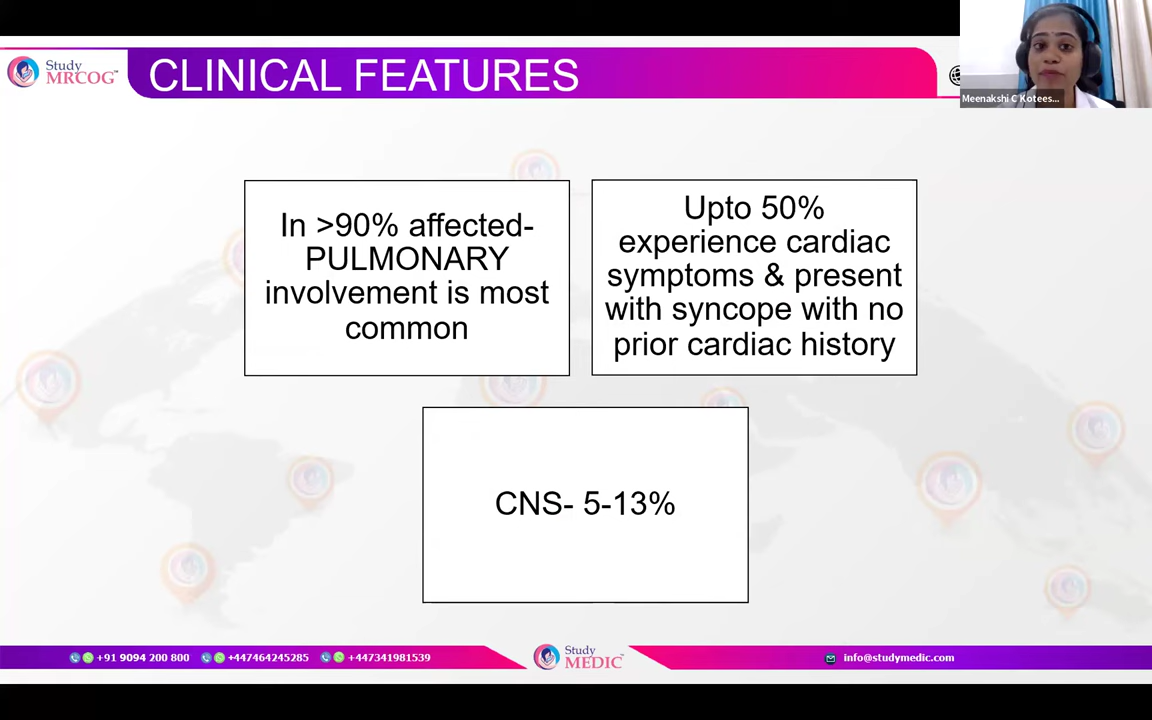 Study
MRCOG™
CLINICAL FEATURES
Meenakshi C Kotees...
In >90% affected-
PULMONARY
involvement is most
common
Upto 50%
experience cardiac
symptoms & present
with syncope with no
prior cardiac history
CNS- 5-13%
+91 9094 200 800
+447464245285
+447341981539
Study
MEDIC™
info@studymedic.com